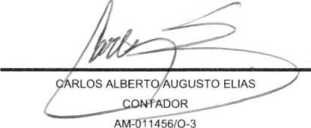 CARLOS ALBERTO AUGUSTO ELIAS
CONTADOR
AM-011456/O-3